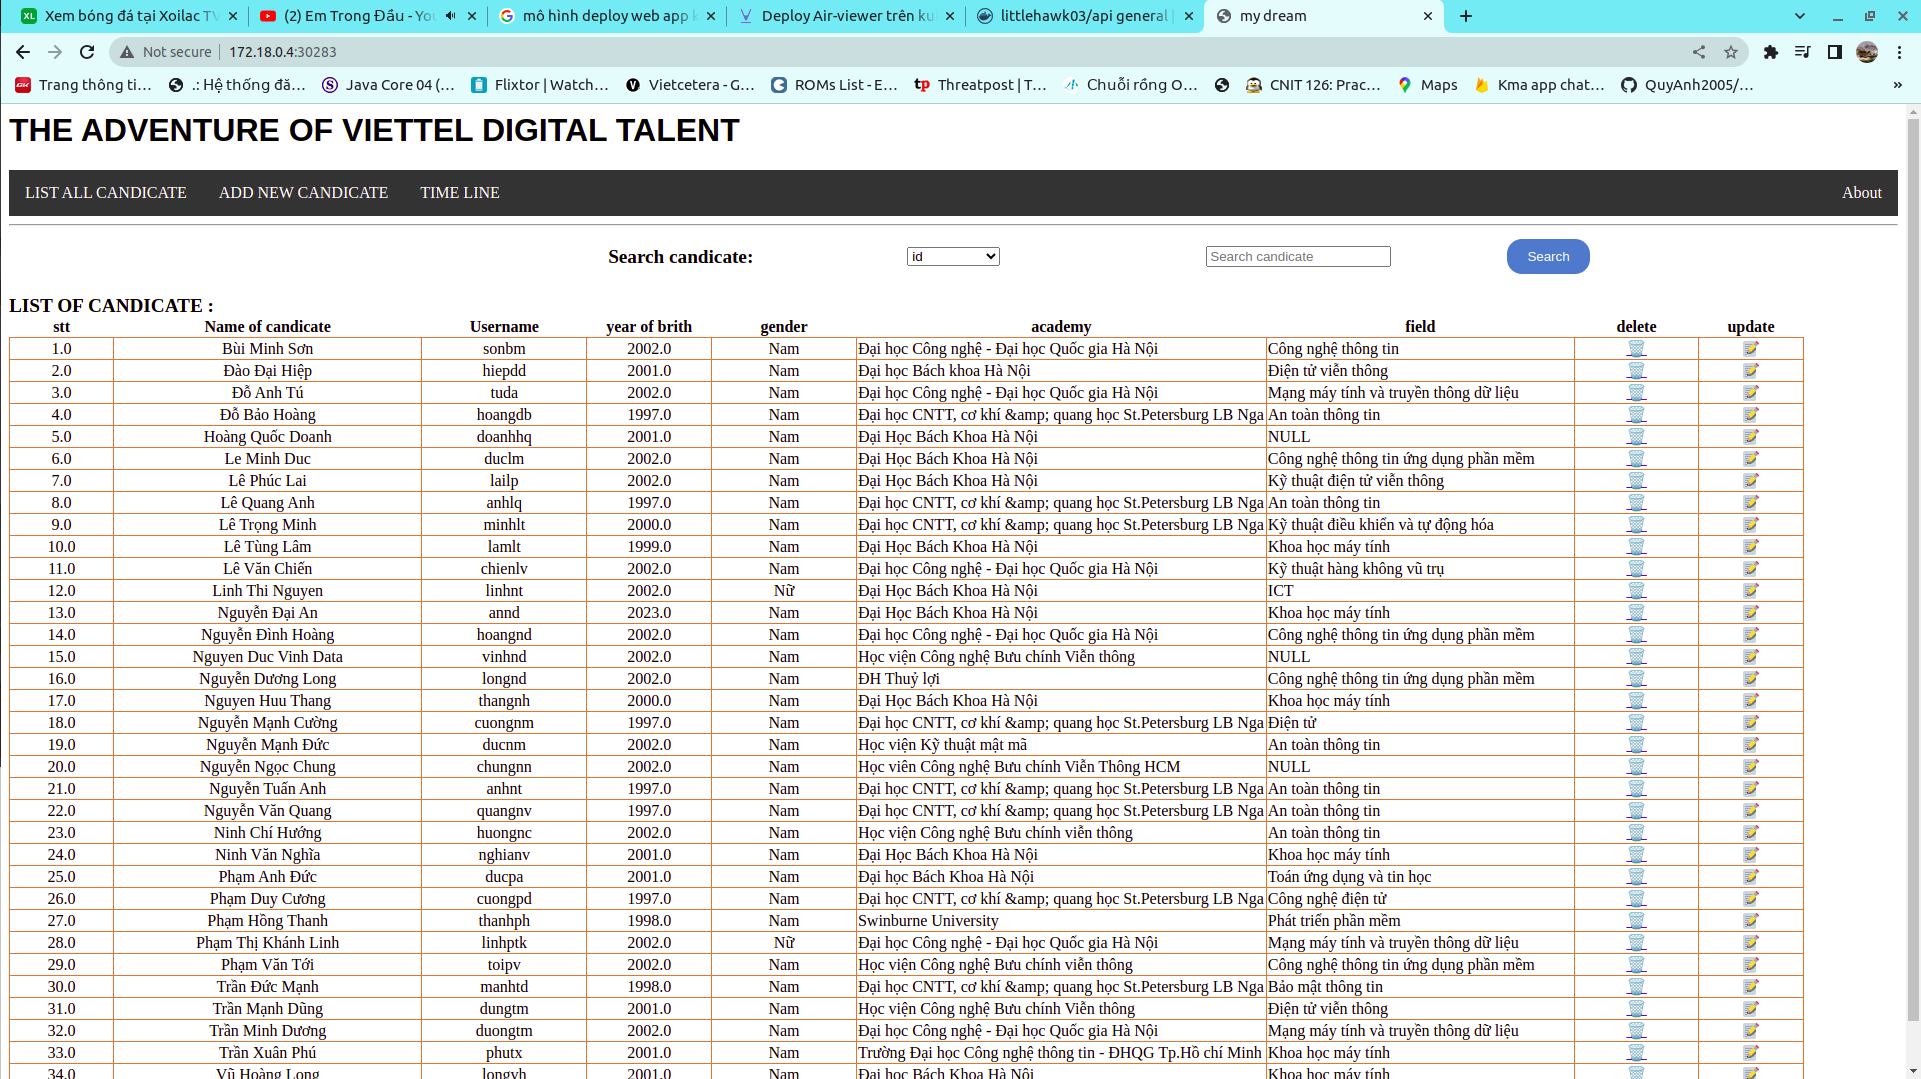 Xem bóng đá tại Xoilac TV
(2) Em Trong Đầu - You
mô hình deploy web app k
Deploy Air-viewer trên ku
littlehawk03/api general |
my dream
Not secure 172.18.0.4:30283
Trang thông ti… .: Hệ thống đă… Java Core 04 (… Flixtor | Watch… Vietcetera - G… ROMs List - E… Threatpost | T… Chuỗi rồng O… CNIT 126: Prac… Maps Kma app chat… QuyAnh2005/… »
THE ADVENTURE OF VIETTEL DIGITAL TALENT
LIST ALL CANDICATE ADD NEW CANDICATE TIME LINE About
Search candicate: id Search candicate Search
LIST OF CANDICATE :
stt Name of candicate Username year of brith gender academy field delete update
1.0 Bùi Minh Sơn sonbm 2002.0 Nam Đại học Công nghệ - Đại học Quốc gia Hà Nội Công nghệ thông tin
2.0 Đào Đại Hiệp hiepdd 2001.0 Nam Đại học Bách khoa Hà Nội Điện tử viễn thông
3.0 Đỗ Anh Tú tuda 2002.0 Nam Đại học Công nghệ - Đại học Quốc gia Hà Nội Mạng máy tính và truyền thông dữ liệu
4.0 Đỗ Bảo Hoàng hoangdb 1997.0 Nam Đại học CNTT, cơ khí &amp; quang học St.Petersburg LB Nga An toàn thông tin
5.0 Hoàng Quốc Doanh doanhhq 2001.0 Nam Đại Học Bách Khoa Hà Nội NULL
6.0 Le Minh Duc duclm 2002.0 Nam Đại Học Bách Khoa Hà Nội Công nghệ thông tin ứng dụng phần mềm
7.0 Lê Phúc Lai lailp 2002.0 Nam Đại Học Bách Khoa Hà Nội Kỹ thuật điện tử viễn thông
8.0 Lê Quang Anh anhlq 1997.0 Nam Đại học CNTT, cơ khí &amp; quang học St.Petersburg LB Nga An toàn thông tin
9.0 Lê Trọng Minh minhlt 2000.0 Nam Đại học CNTT, cơ khí &amp; quang học St.Petersburg LB Nga Kỹ thuật điều khiển và tự động hóa
10.0 Lê Tùng Lâm lamlt 1999.0 Nam Đại Học Bách Khoa Hà Nội Khoa học máy tính
11.0 Lê Văn Chiến chienlv 2002.0 Nam Đại học Công nghệ - Đại học Quốc gia Hà Nội Kỹ thuật hàng không vũ trụ
12.0 Linh Thi Nguyen linhnt 2002.0 Nữ Đại Học Bách Khoa Hà Nội ICT
13.0 Nguyễn Đại An annd 2023.0 Nam Đại Học Bách Khoa Hà Nội Khoa học máy tính
14.0 Nguyễn Đình Hoàng hoangnd 2002.0 Nam Đại học Công nghệ - Đại học Quốc gia Hà Nội Công nghệ thông tin ứng dụng phần mềm
15.0 Nguyen Duc Vinh Data vinhnd 2002.0 Nam Học viện Công nghệ Bưu chính Viễn thông NULL
16.0 Nguyễn Dương Long longnd 2002.0 Nam ĐH Thuỷ lợi Công nghệ thông tin ứng dụng phần mềm
17.0 Nguyen Huu Thang thangnh 2000.0 Nam Đại Học Bách Khoa Hà Nội Khoa học máy tính
18.0 Nguyễn Mạnh Cường cuongnm 1997.0 Nam Đại học CNTT, cơ khí &amp; quang học St.Petersburg LB Nga Điện tử
19.0 Nguyễn Mạnh Đức ducnm 2002.0 Nam Học viện Kỹ thuật mật mã An toàn thông tin
20.0 Nguyễn Ngọc Chung chungnn 2002.0 Nam Học viên Công nghệ Bưu chính Viễn Thông HCM NULL
21.0 Nguyễn Tuấn Anh anhnt 1997.0 Nam Đại học CNTT, cơ khí &amp; quang học St.Petersburg LB Nga An toàn thông tin
22.0 Nguyễn Văn Quang quangnv 1997.0 Nam Đại học CNTT, cơ khí &amp; quang học St.Petersburg LB Nga An toàn thông tin
23.0 Ninh Chí Hướng huongnc 2002.0 Nam Học viện Công nghệ Bưu chính viễn thông An toàn thông tin
24.0 Ninh Văn Nghĩa nghianv 2001.0 Nam Đại Học Bách Khoa Hà Nội Khoa học máy tính
25.0 Phạm Anh Đức ducpa 2001.0 Nam Đại học Bách Khoa Hà Nội Toán ứng dụng và tin học
26.0 Phạm Duy Cương cuongpd 1997.0 Nam Đại học CNTT, cơ khí &amp; quang học St.Petersburg LB Nga Công nghệ điện tử
27.0 Phạm Hồng Thanh thanhph 1998.0 Nam Swinburne University Phát triển phần mềm
28.0 Phạm Thị Khánh Linh linhptk 2002.0 Nữ Đại học Công nghệ - Đại học Quốc gia Hà Nội Mạng máy tính và truyền thông dữ liệu
29.0 Phạm Văn Tới toipv 2002.0 Nam Học viện Công nghệ Bưu chính viễn thông Công nghệ thông tin ứng dụng phần mềm
30.0 Trần Đức Mạnh manhtd 1998.0 Nam Đại học CNTT, cơ khí &amp; quang học St.Petersburg LB Nga Bảo mật thông tin
31.0 Trần Mạnh Dũng dungtm 2001.0 Nam Học viện Công nghệ Bưu chính Viễn thông Điện tử viễn thông
32.0 Trần Minh Dương duongtm 2002.0 Nam Đại học Công nghệ - Đại học Quốc gia Hà Nội Mạng máy tính và truyền thông dữ liệu
33.0 Trần Xuân Phú phutx 2001.0 Nam Trường Đại học Công nghệ thông tin - ĐHQG Tp.Hồ chí Minh Khoa học máy tính
34.0 Vũ Hoàng Long longvh 2001.0 Nam Đại học Bách Khoa Hà Nội Khoa học máy tính